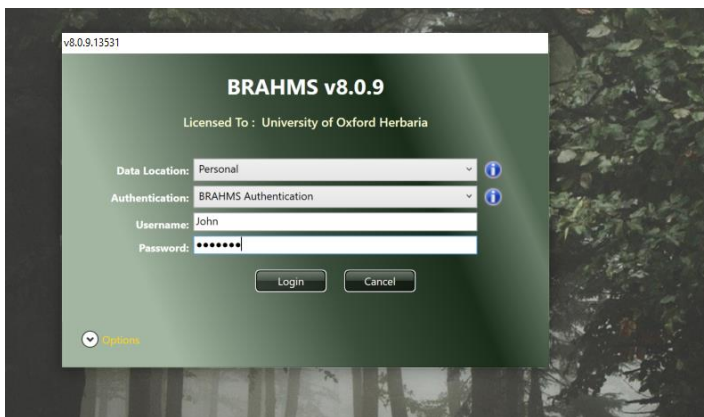 v8.0.9.13531
BRAHMS v8.0.9
Licensed To : University of Oxford Herbaria
Data Location: Personal
Authentication: BRAHMS Authentication
Username: John
Password: •••••••
Login Cancel
Options